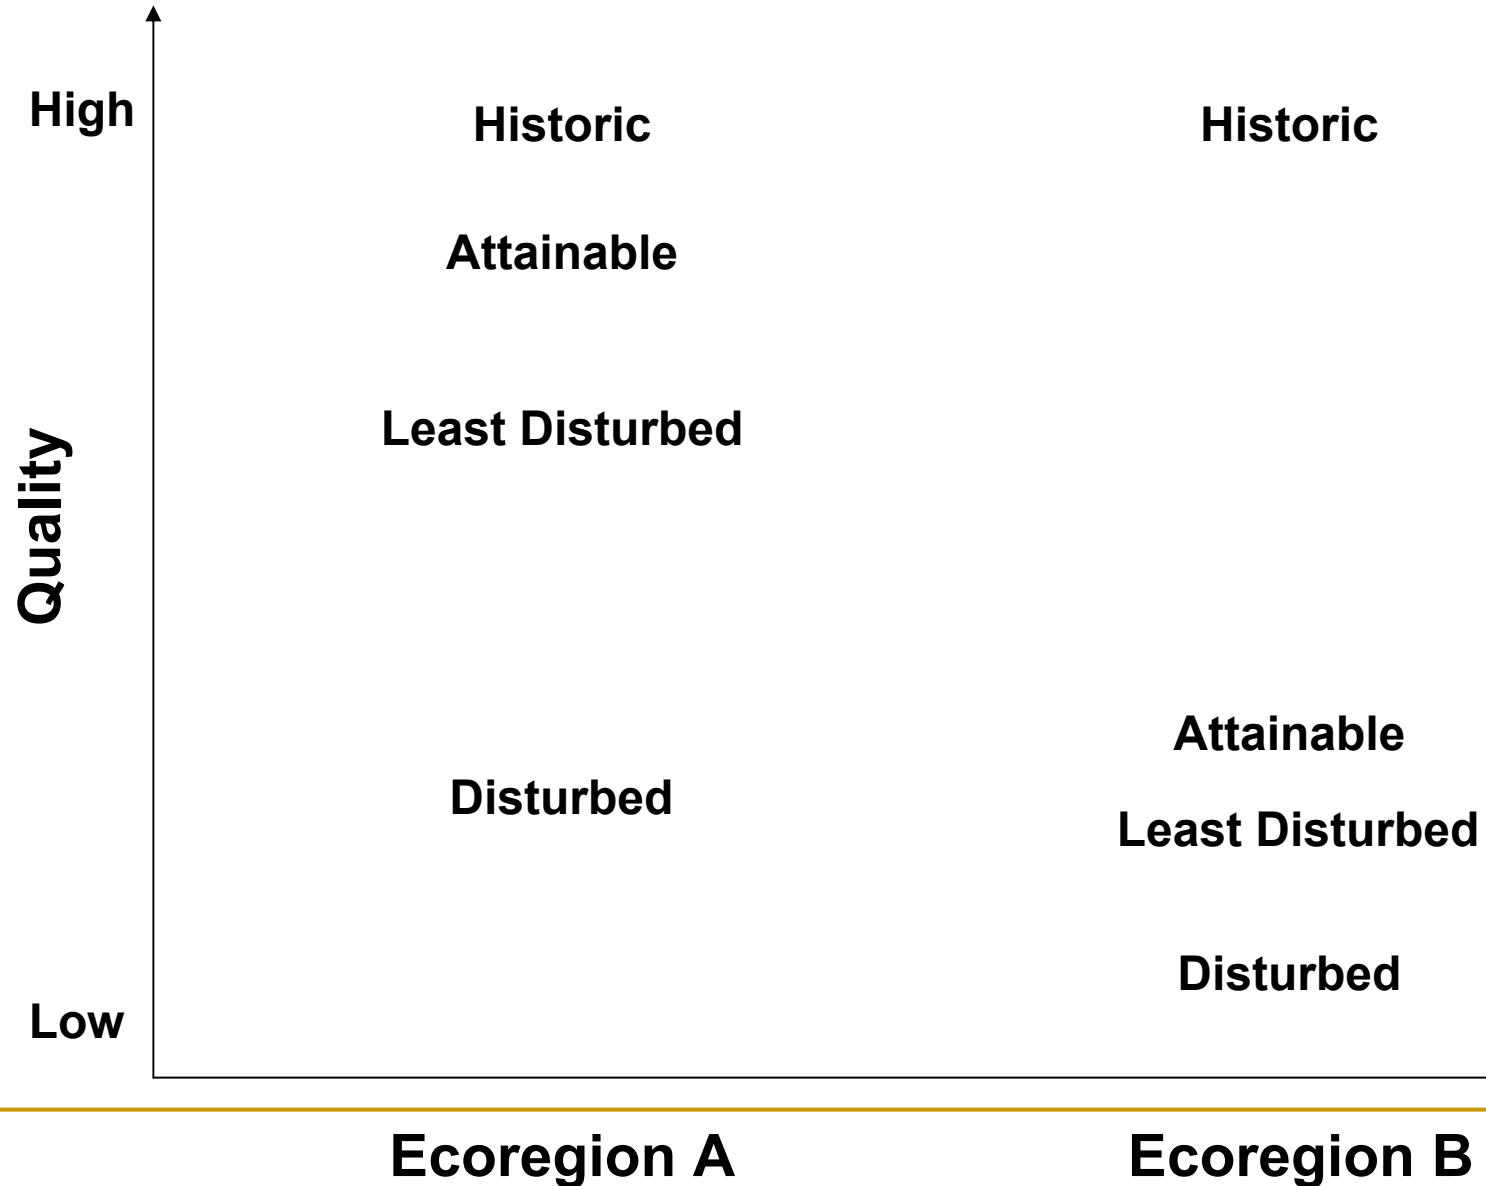 High
Historic
Historic
Attainable
Least Disturbed
Quality
Attainable
Disturbed
Least Disturbed
Disturbed
Low
Ecoregion A
Ecoregion B